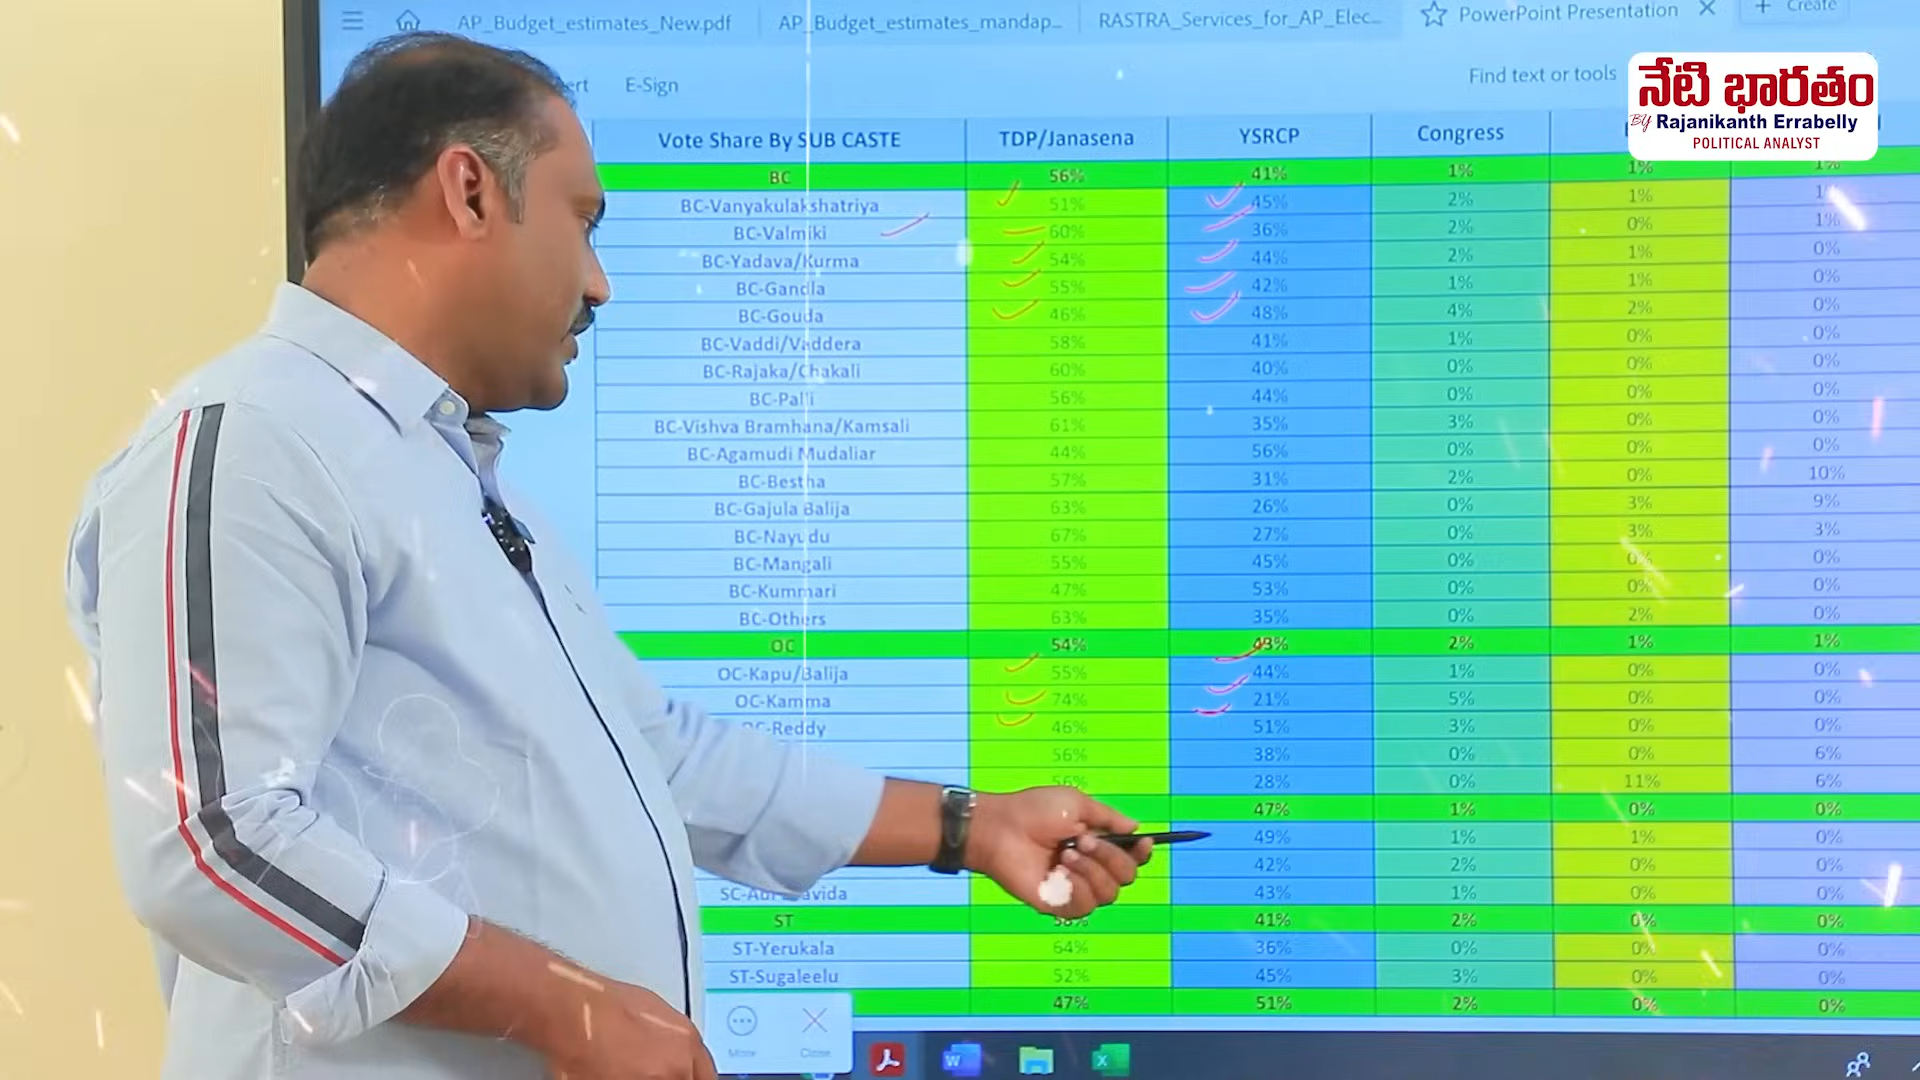 AP_Budget_estimates_New.pdf AP_Budget_estimates_mandap... RASTRA_Services_for_AP_Elec... PowerPoint Presentation Create
E-Sign Find text or tools
నేటి భారతం
BY Rajanikanth Errabelly
POLITICAL ANALYST
Vote Share By SUB CASTE TDP/Janasena YSRCP Congress
BC 56% 41% 1% 1% 1%
BC-Vanyakulakshatriya 51% 45% 2% 1%
BC-Valmiki 60% 36% 2% 0% 1%
BC-Yadava/Kurma 54% 44% 2% 1% 0%
BC-Gandla 55% 42% 1% 1% 0%
BC-Gouda 46% 48% 4% 2% 0%
BC-Vaddi/Vaddera 58% 41% 1% 0% 0%
BC-Rajaka/Chakali 60% 40% 0% 0% 0%
BC-Palli 56% 44% 0% 0% 0%
BC-Vishva Bramhana/Kamsali 61% 35% 3% 0% 0%
BC-Agamudi Mudaliar 44% 56% 0% 0% 0%
BC-Bestha 57% 31% 2% 0% 10%
BC-Gajula Balija 63% 26% 0% 3% 9%
BC-Nayudu 67% 27% 0% 3% 3%
BC-Mangali 55% 45% 0% 0% 0%
BC-Kummari 47% 53% 0% 0% 0%
BC-Others 63% 35% 0% 2% 0%
OC 54% 43% 2% 1% 1%
OC-Kapu/Balija 55% 44% 1% 0% 0%
OC-Kamma 74% 21% 5% 0% 0%
OC-Reddy 46% 51% 3% 0% 0%
56% 38% 0% 0% 6%
56% 28% 0% 11% 6%
47% 1% 0% 0%
49% 1% 1% 0%
42% 2% 0% 0%
43% 1% 0% 0%
ST 58% 41% 2% 0% 0%
ST-Yerukala 64% 36% 0% 0% 0%
ST-Sugaleelu 52% 45% 3% 0% 0%
47% 51% 2% 0% 0%
More Close